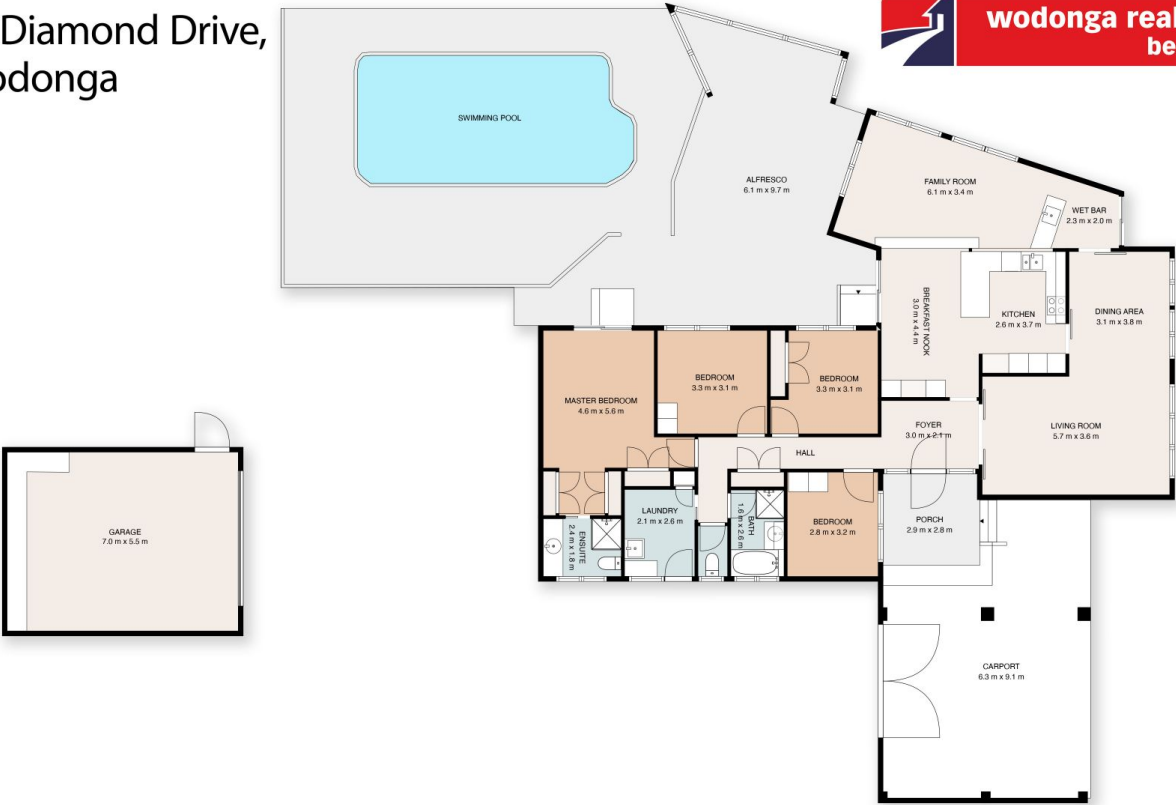 Diamond Drive,
odonga
wodonga real
be
SWIMMING POOL
ALFRESCO
6.1 m x 9.7 m
FAMILY ROOM
6.1 m x 3.4 m
WET BAR
2.3 m x 2.0 m
BREAKFAST NOOK
3.0 m x 4.4 m
KITCHEN
2.6 m x 3.7 m
DINING AREA
3.1 m x 3.8 m
MASTER BEDROOM
4.6 m x 5.6 m
BEDROOM
3.3 m x 3.1 m
BEDROOM
3.3 m x 3.1 m
FOYER
3.0 m x 2.1 m
LIVING ROOM
5.7 m x 3.6 m
HALL
GARAGE
7.0 m x 5.5 m
ENSUITE
2.4 m x 1.8 m
LAUNDRY
2.1 m x 2.6 m
BATH
1.6 m x 2.6 m
BEDROOM
2.8 m x 3.2 m
PORCH
2.9 m x 2.8 m
CARPORT
6.3 m x 9.1 m